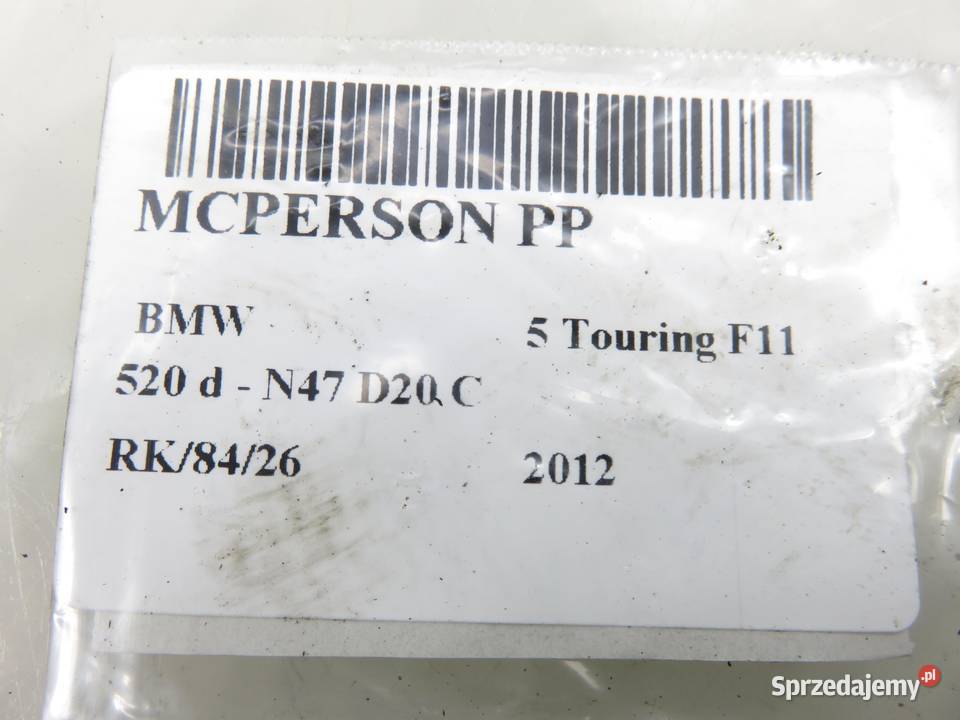 MCPERSON PP
BMW 5 Touring F11
520 d - N47 D20 C
RK/84/26 2012
Sprzedajemy.pl